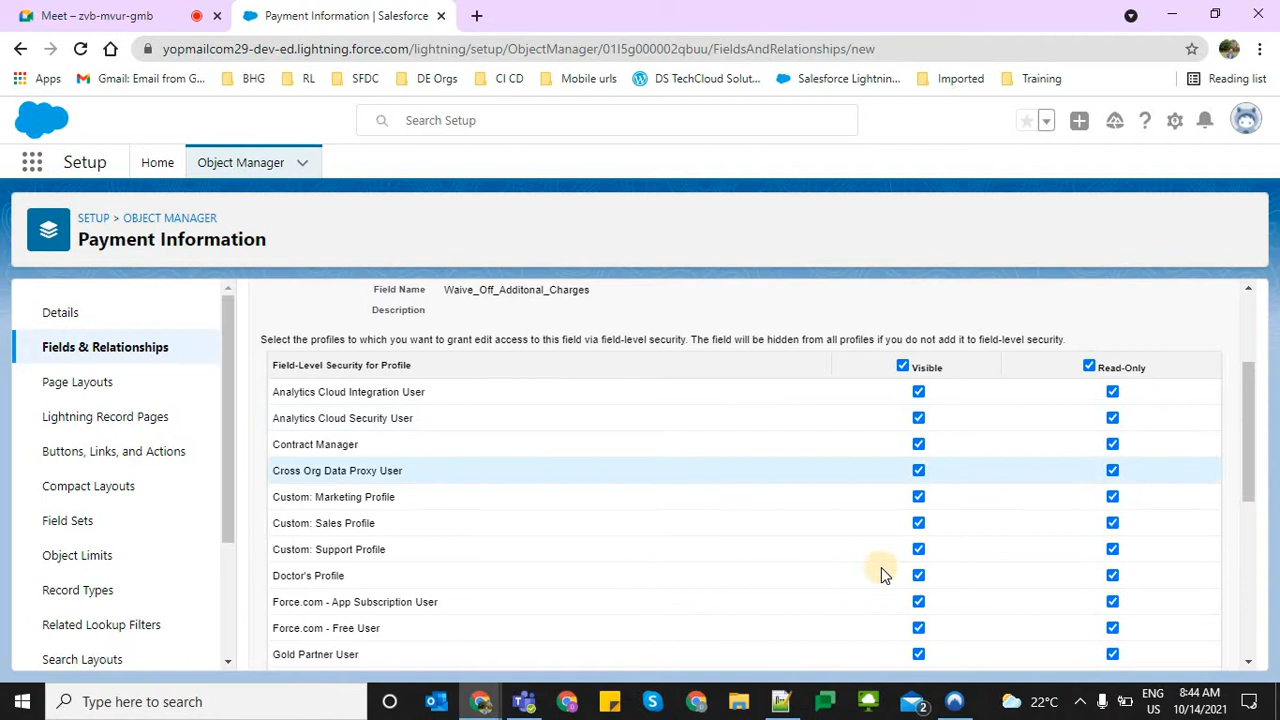 Meet – zvb-mvur-gmb
Payment Information | Salesforce
yopmailcom29-dev-ed.lightning.force.com/lightning/setup/ObjectManager/01I5g000002qbuu/FieldsAndRelationships/new
Apps
Gmail: Email from G...
BHG
RL
SFDC
DE Orgs
CI CD
Mobile urls
DS TechCloud Solut...
Salesforce Lightnin...
Imported
Training
Reading list
Search Setup
Setup
Home
Object Manager
SETUP > OBJECT MANAGER
Payment Information
Details
Fields & Relationships
Page Layouts
Lightning Record Pages
Buttons, Links, and Actions
Compact Layouts
Field Sets
Object Limits
Record Types
Related Lookup Filters
Search Layouts
Field Name Waive_Off_Additonal_Charges
Description
Select the profiles to which you want to grant edit access to this field via field-level security. The field will be hidden from all profiles if you do not add it to field-level security.
Field-Level Security for Profile Visible Read-Only
Analytics Cloud Integration User
Analytics Cloud Security User
Contract Manager
Cross Org Data Proxy User
Custom: Marketing Profile
Custom: Sales Profile
Custom: Support Profile
Doctor's Profile
Force.com - App Subscription User
Force.com - Free User
Gold Partner User
Type here to search
2
22°C
ENG
US
8:44 AM
10/14/2021